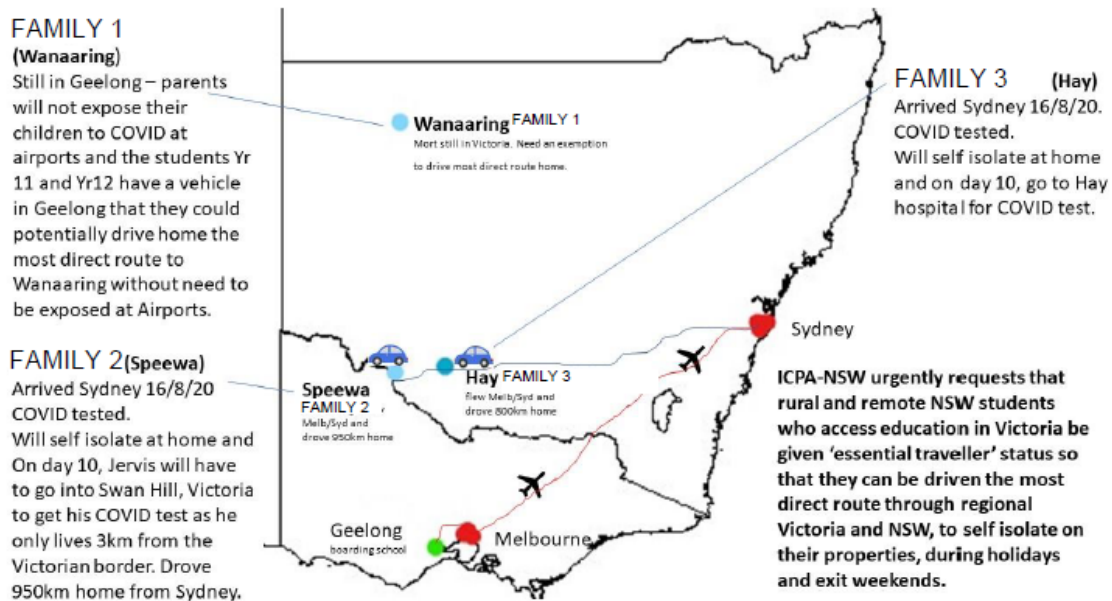 FAMILY 1
(Wanaaring)
Still in Geelong – parents
will not expose their
children to COVID at
airports and the students Yr
11 and Yr12 have a vehicle
in Geelong that they could
potentially drive home the
most direct route to
Wanaaring without need to
be exposed at Airports.
FAMILY 2(Speewa)
Arrived Sydney 16/8/20
COVID tested.
Will self isolate at home and
On day 10, Jervis will have
to go into Swan Hill, Victoria
to get his COVID test as he
only lives 3km from the
Victorian border. Drove
950km home from Sydney.
Wanaaring FAMILY 1
Mort still in Victoria. Need an exemption
to drive most direct route home.
Speewa
FAMILY 2 ,
Melb/Syd and
drove 950km home
Hay FAMILY 3
flew Melb/Syd and
drove 800km home
Geelong
boarding school
Melbourne
Sydney
FAMILY 3 (Hay)
Arrived Sydney 16/8/20.
COVID tested.
Will self isolate at home
and on day 10, go to Hay
hospital for COVID test.
ICPA-NSW urgently requests that
rural and remote NSW students
who access education in Victoria be
given ‘essential traveller’ status so
that they can be driven the most
direct route through regional
Victoria and NSW, to self isolate on
their properties, during holidays
and exit weekends.